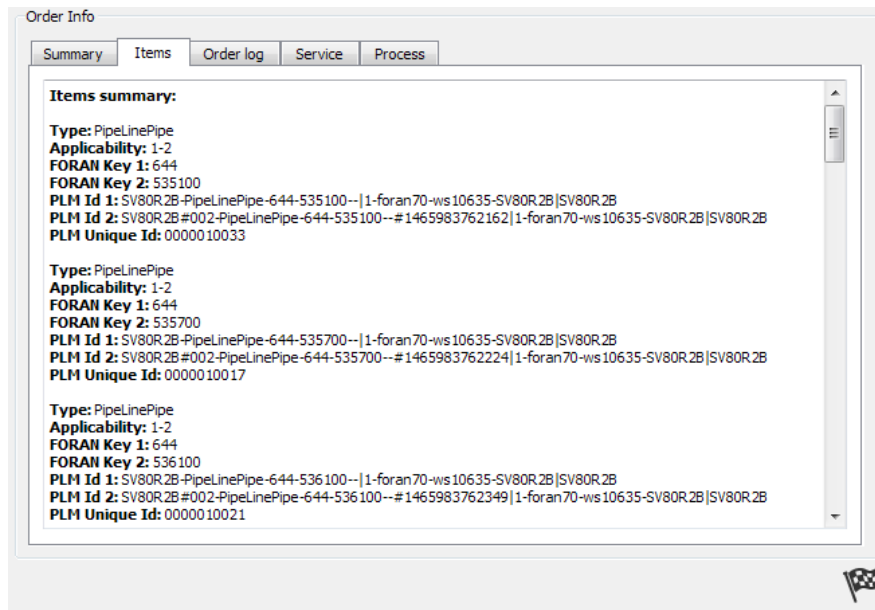 Order Info
Summary Items Order log Service Process
Items summary:
Type: PipeLinePipe
Applicability: 1-2
FORAN Key 1: 644
FORAN Key 2: 535100
PLM Id 1: SV80R2B-PipeLinePipe-644-535100--|1-foran70-ws10635-SV80R2B|SV80R2B
PLM Id 2: SV80R2B#002-PipeLinePipe-644-535100--#1465983762162|1-foran70-ws10635-SV80R2B|SV80R2B
PLM Unique Id: 0000010033
Type: PipeLinePipe
Applicability: 1-2
FORAN Key 1: 644
FORAN Key 2: 535700
PLM Id 1: SV80R2B-PipeLinePipe-644-535700--|1-foran70-ws10635-SV80R2B|SV80R2B
PLM Id 2: SV80R2B#002-PipeLinePipe-644-535700--#1465983762224|1-foran70-ws10635-SV80R2B|SV80R2B
PLM Unique Id: 0000010017
Type: PipeLinePipe
Applicability: 1-2
FORAN Key 1: 644
FORAN Key 2: 536100
PLM Id 1: SV80R2B-PipeLinePipe-644-536100--|1-foran70-ws10635-SV80R2B|SV80R2B
PLM Id 2: SV80R2B#002-PipeLinePipe-644-536100--#1465983762349|1-foran70-ws10635-SV80R2B|SV80R2B
PLM Unique Id: 0000010021